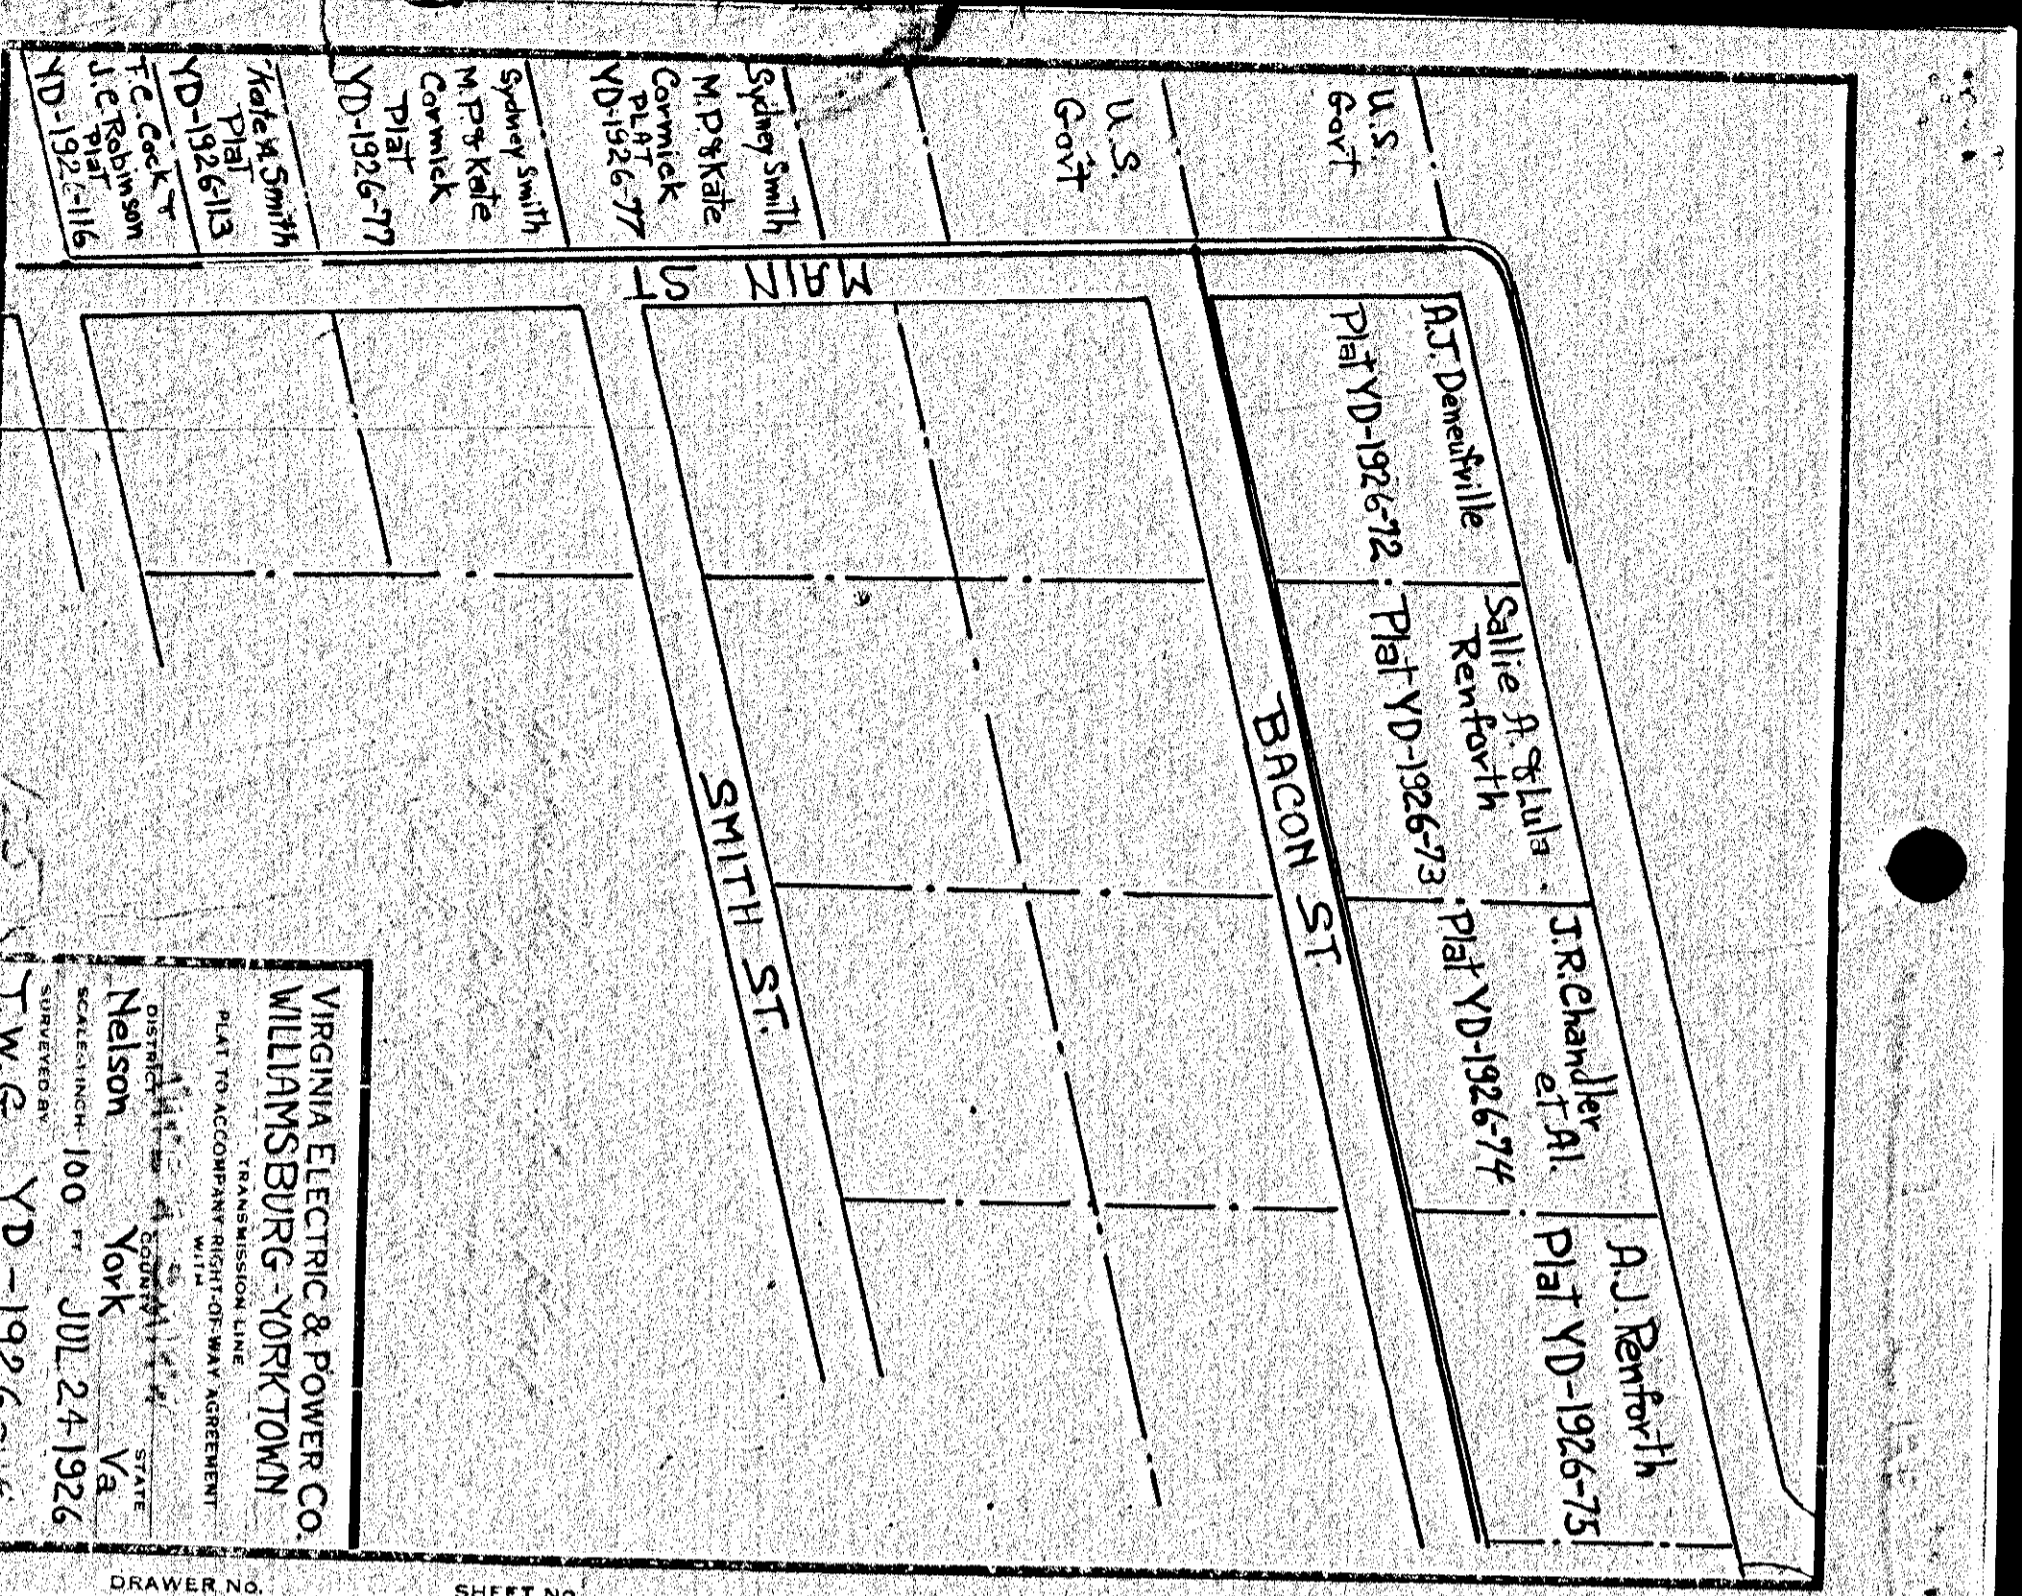 U.S.
Gov't
U.S.
Gov't
Sydney Smith
M.P. & Kate
Cormick
PLAT
YD-1926-77
Sydney Smith
M.P. & Kate
Cormick
Plat
YD-1926-77
Kate M Smith
Plat
YD-1926-113
T.C. Cock &
J.C Robinson
Plat
YD-1926-116
MAIN ST
A.J. Deneufville
Plat YD-1926-72
Sallie A. & Lula
Renforth
Plat YD-1926-73
J.R. Chandler
et Al.
Plat YD-1926-74
A.J. Renforth
Plat YD-1926-75
BACON ST.
SMITH ST.
VIRGINIA ELECTRIC & POWER CO.
WILLIAMSBURG-YORKTOWN
TRANSMISSION LINE
PLAT TO ACCOMPANY RIGHT-OF-WAY AGREEMENT
WITH
DISTRICT COUNTY STATE
Nelson York Va
SCALE-1 INCH-100 FT JUL. 24-1926
SURVEYED BY
T.W.G YD-1926
DRAWER NO.
SHEET NO.